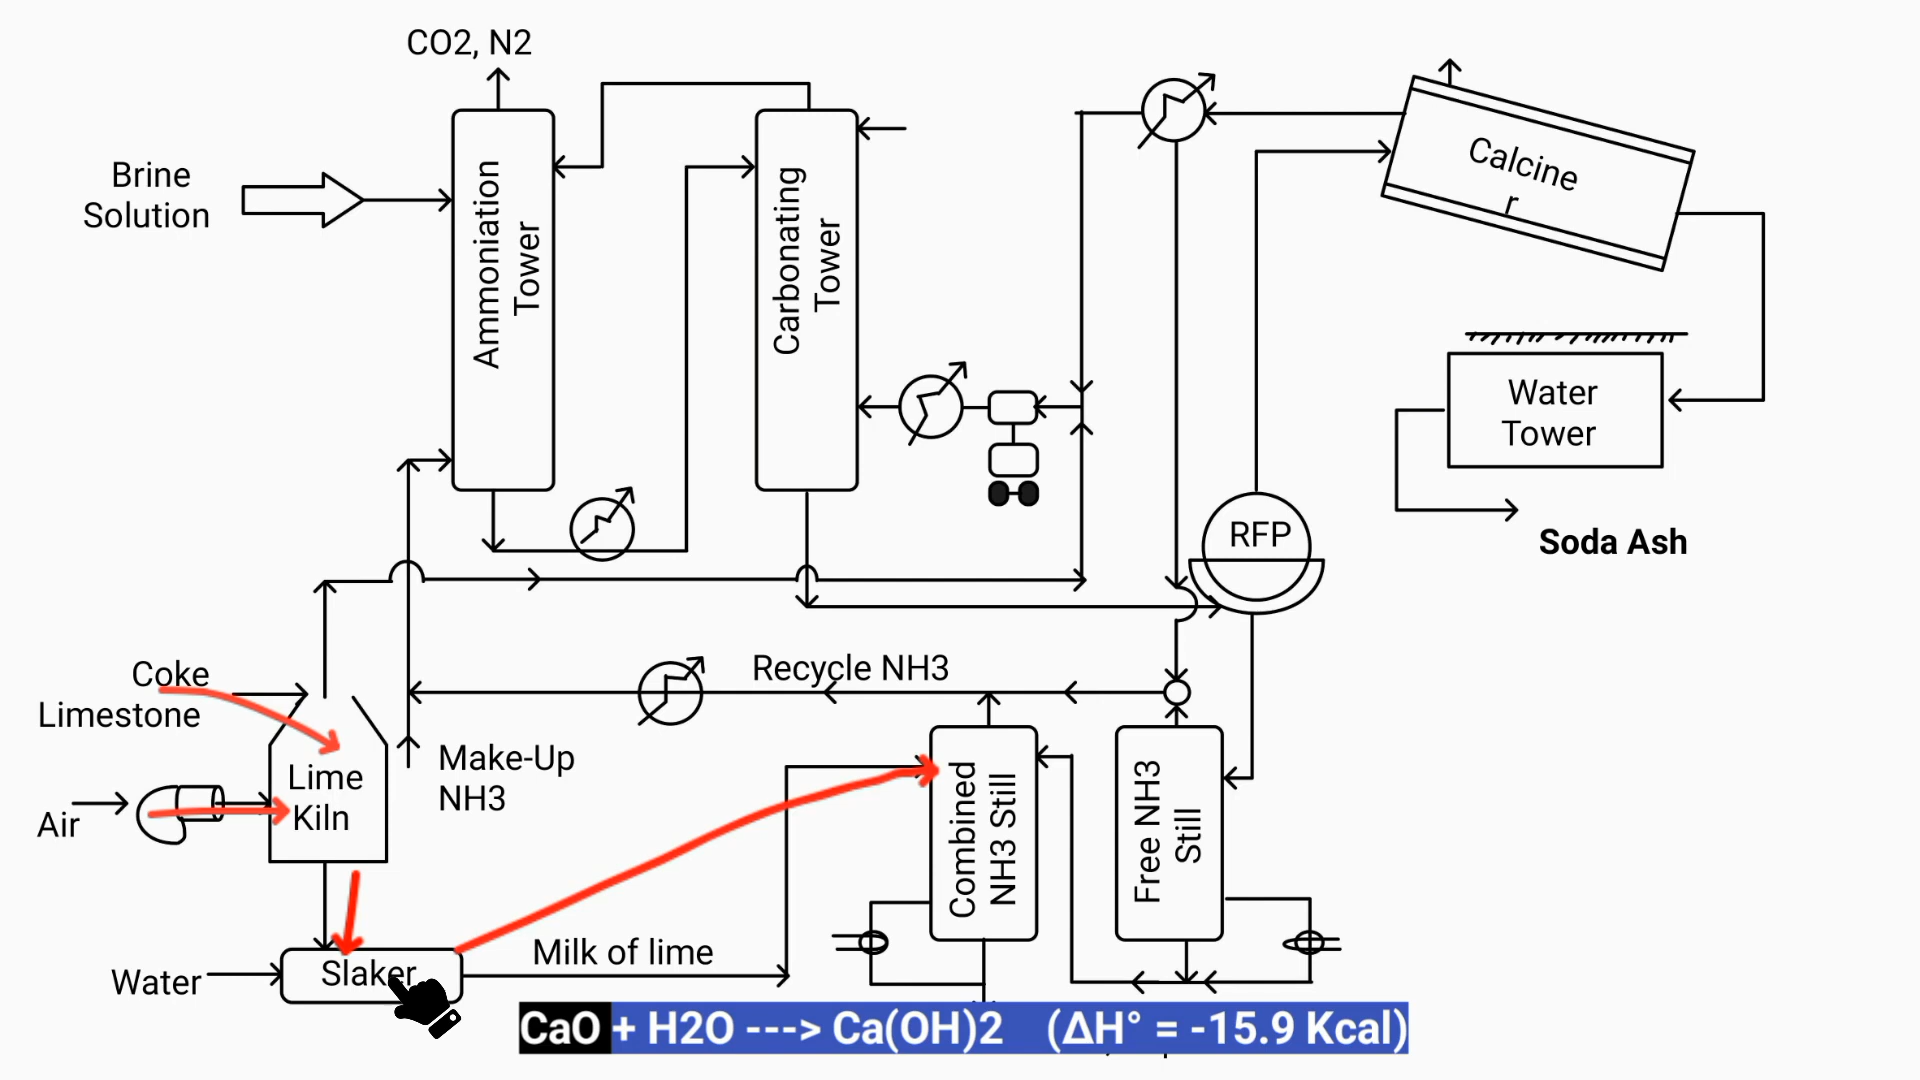 CO2, N2
Brine
Solution
Ammoniation
Tower
Carbonating
Tower
Calcine
r
Water
Tower
Soda Ash
RFP
Coke
Limestone
Recycle NH3
Lime
Kiln
Air
Make-Up
NH3
Combined
NH3 Still
Free NH3
Still
Milk of lime
Water
Slaker
CaO + H2O ---> Ca(OH)2 (ΔH° = -15.9 Kcal)